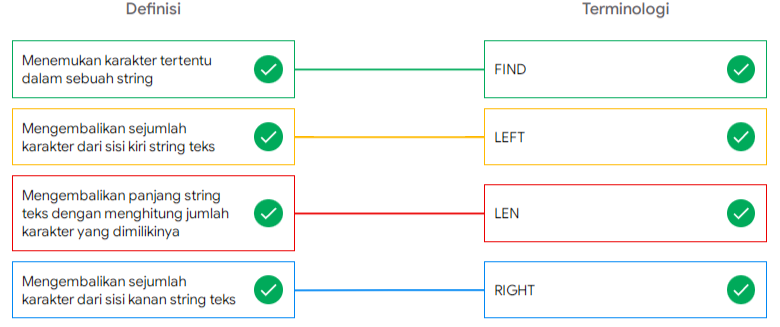 Definisi
Terminologi
Menemukan karakter tertentu
dalam sebuah string
FIND
Mengembalikan sejumlah
karakter dari sisi kiri string teks
LEFT
Mengembalikan panjang string
teks dengan menghitung jumlah
karakter yang dimilikinya
LEN
Mengembalikan sejumlah
karakter dari sisi kanan string teks
RIGHT